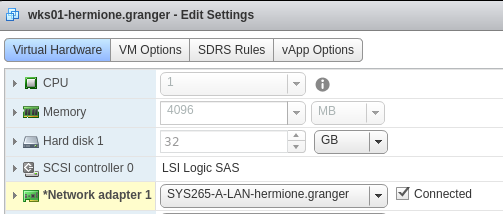 wks01-hermione.granger - Edit Settings
Virtual Hardware VM Options SDRS Rules vApp Options
CPU 1
Memory 4096 MB
Hard disk 1 32 GB
SCSI controller 0 LSI Logic SAS
*Network adapter 1 SYS265-A-LAN-hermione.granger Connected